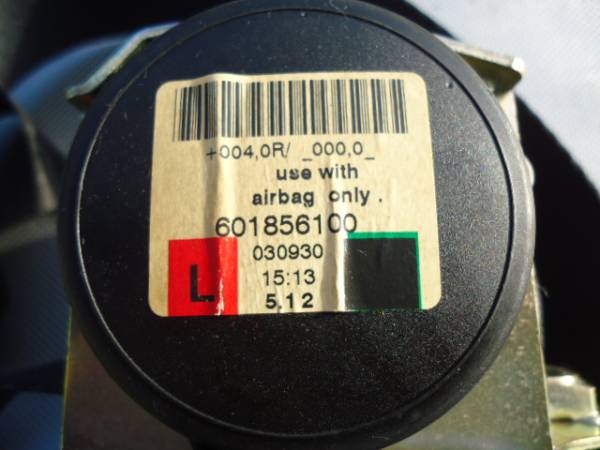 +004,0R/ _000,0_
use with
airbag only .
601856100
030930
L
15:13
5.12